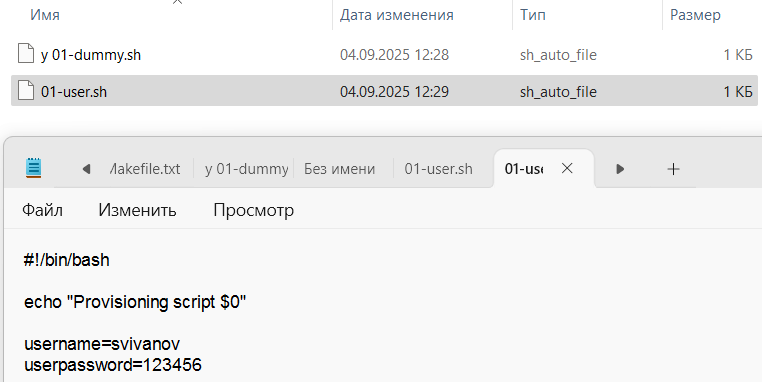 Имя Дата изменения Тип Размер
y 01-dummy.sh 04.09.2025 12:28 sh_auto_file 1 КБ
01-user.sh 04.09.2025 12:29 sh_auto_file 1 КБ
Makefile.txt y 01-dummy Без имени 01-user.sh 01-use
Файл Изменить Просмотр
#!/bin/bash
echo "Provisioning script $0"
username=svivanov
userpassword=123456